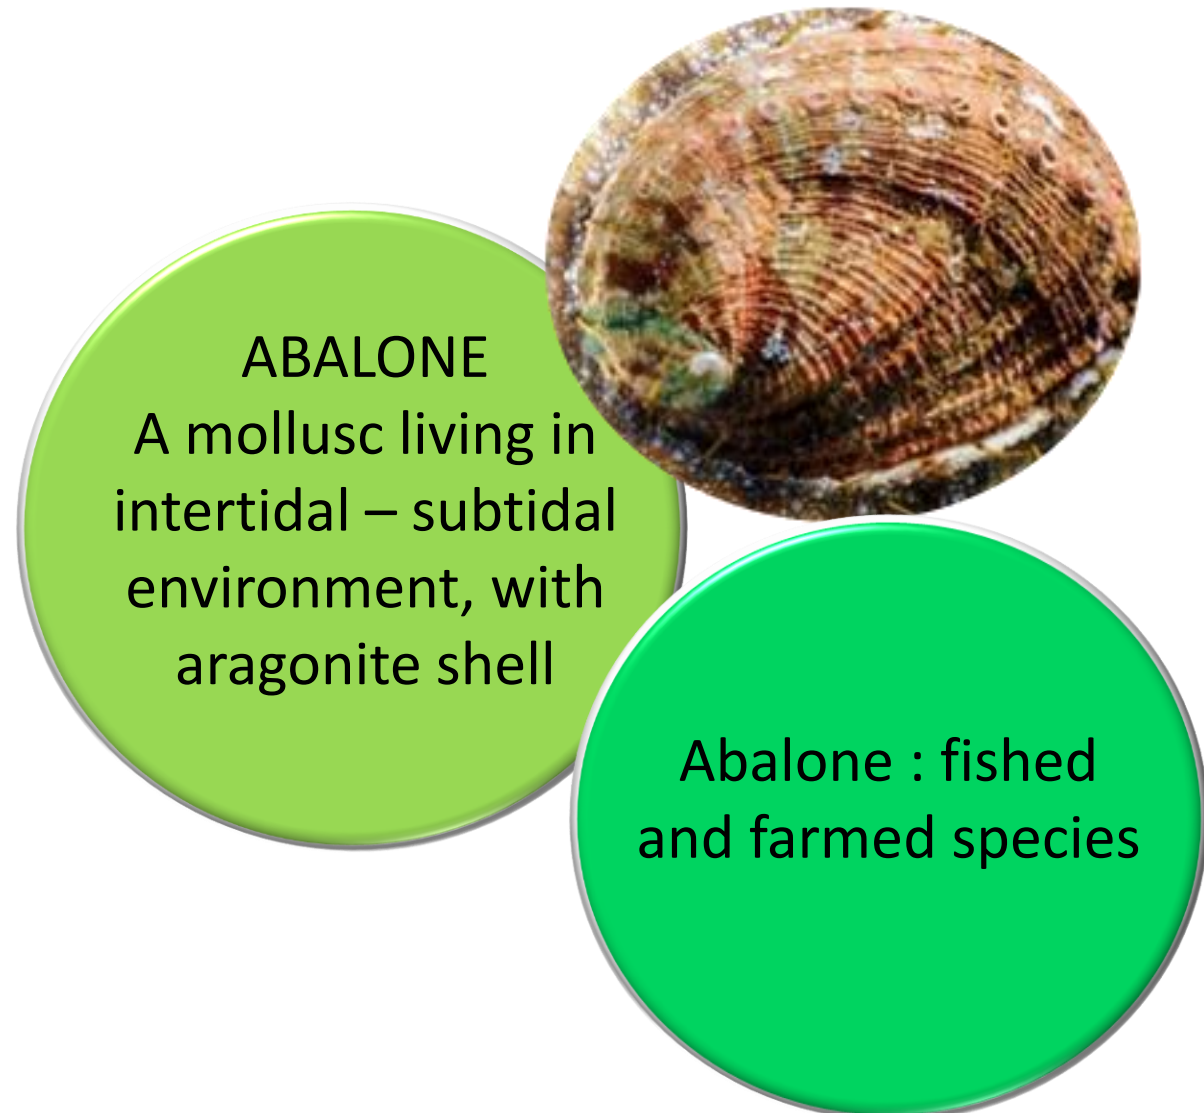 ABALONE
A mollusc living in
intertidal – subtidal
environment, with
aragonite shell
Abalone : fished
and farmed species